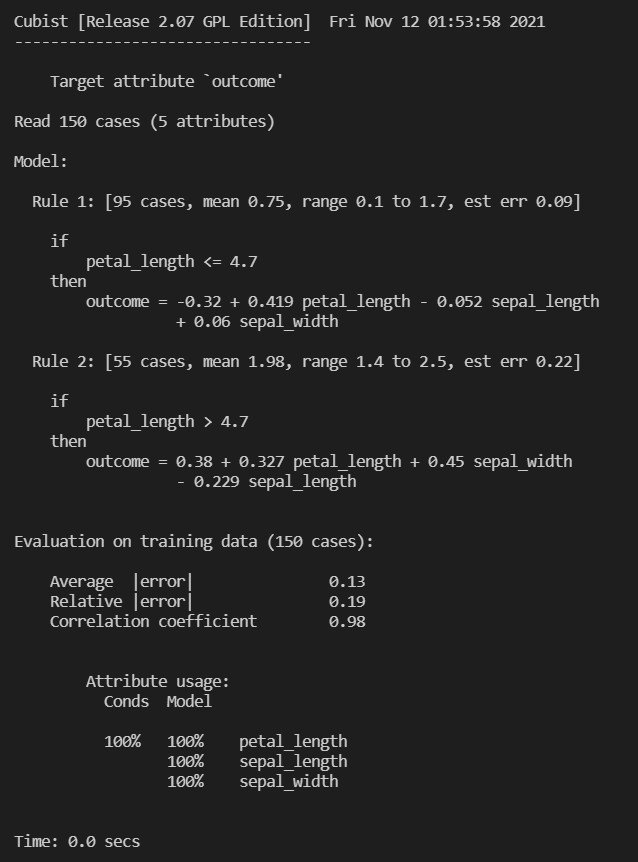 Cubist [Release 2.07 GPL Edition]  Fri Nov 12 01:53:58 2021
---------------------------------
Target attribute `outcome'
Read 150 cases (5 attributes)
Model:
Rule 1: [95 cases, mean 0.75, range 0.1 to 1.7, est err 0.09]
if
petal_length <= 4.7
then
outcome = -0.32 + 0.419 petal_length - 0.052 sepal_length
+ 0.06 sepal_width
Rule 2: [55 cases, mean 1.98, range 1.4 to 2.5, est err 0.22]
if
petal_length > 4.7
then
outcome = 0.38 + 0.327 petal_length + 0.45 sepal_width
- 0.229 sepal_length
Evaluation on training data (150 cases):
Average  |error|               0.13
Relative |error|               0.19
Correlation coefficient        0.98
Attribute usage:
Conds  Model
100%   100%    petal_length
100%    sepal_length
100%    sepal_width
Time: 0.0 secs